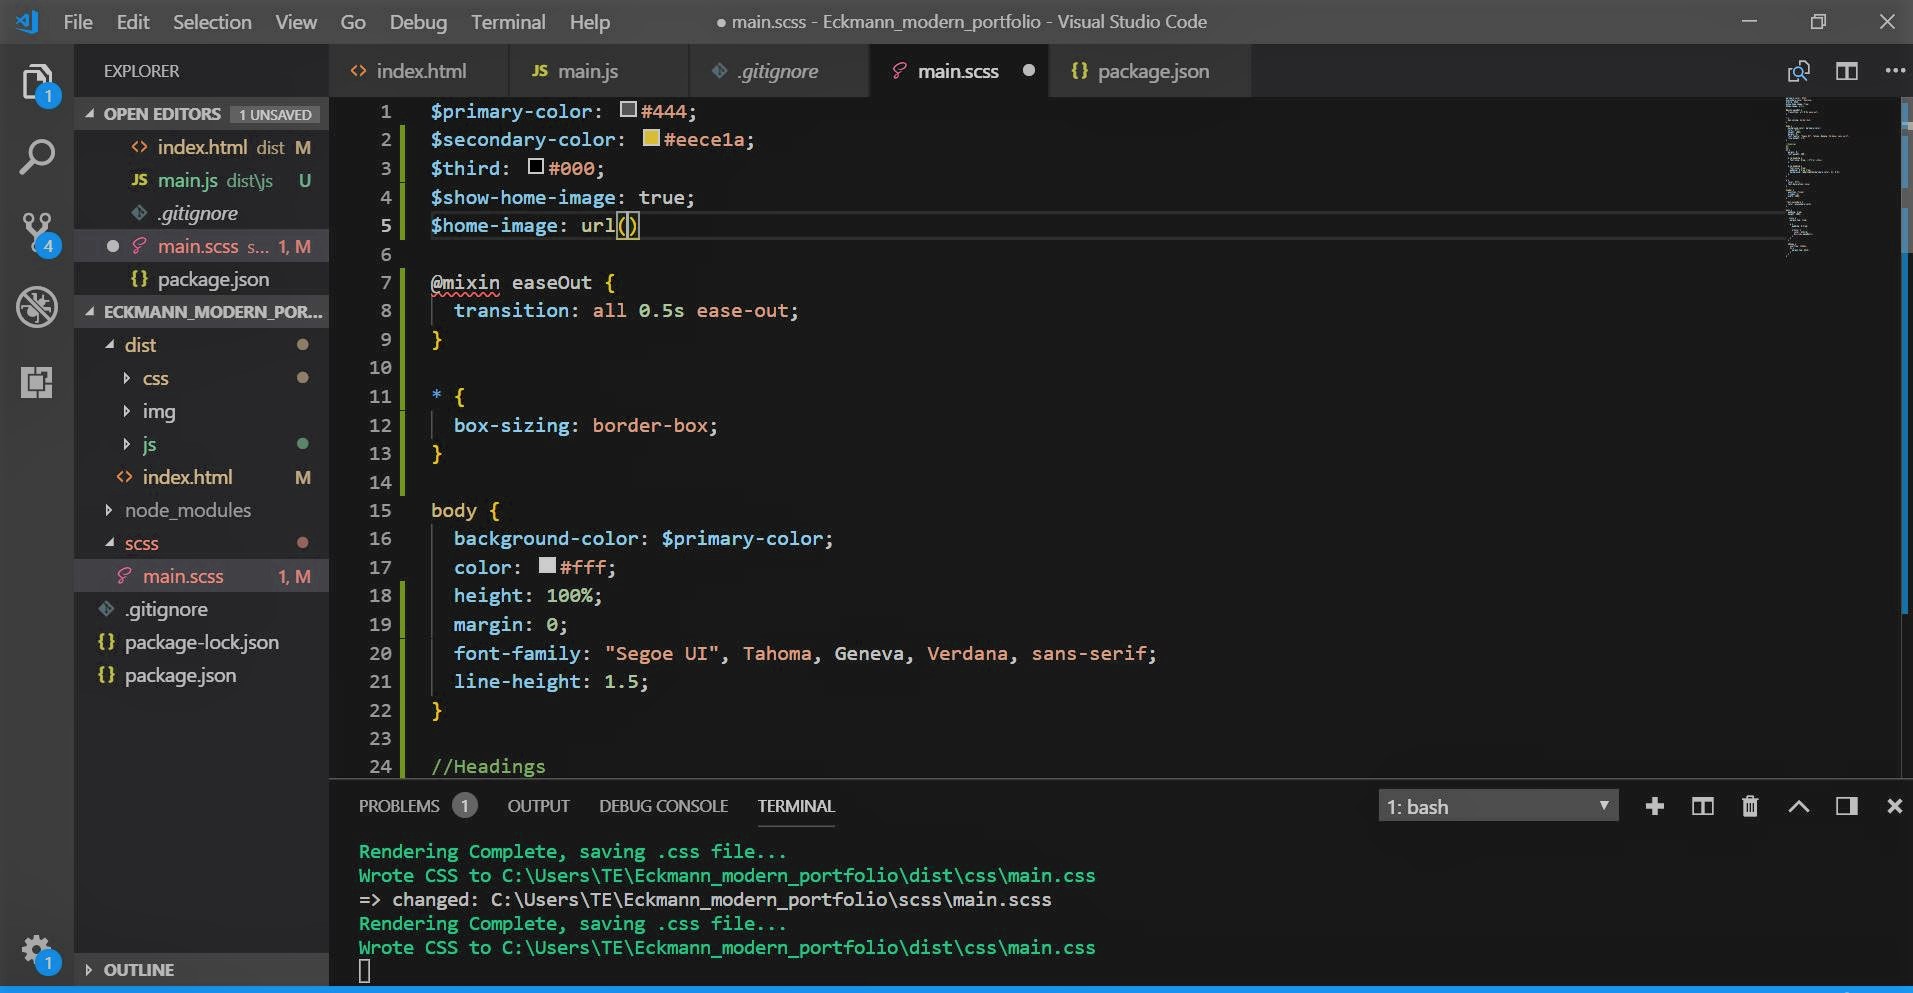 File Edit Selection View Go Debug Terminal Help
● main.scss - Eckmann_modern_portfolio - Visual Studio Code
EXPLORER
OPEN EDITORS 1 UNSAVED
<> index.html dist M
JS main.js dist\js U
.gitignore
main.scss s... 1, M
{} package.json
ECKMANN_MODERN_POR...
dist
css
img
js
<> index.html M
node_modules
scss
main.scss 1, M
.gitignore
{} package-lock.json
{} package.json
OUTLINE
1
4
1
<> index.html JS main.js .gitignore main.scss {} package.json
1 $primary-color: #444;
2 $secondary-color: #eece1a;
3 $third: #000;
4 $show-home-image: true;
5 $home-image: url()
6
7 @mixin easeOut {
8 transition: all 0.5s ease-out;
9 }
10
11 * {
12 box-sizing: border-box;
13 }
14
15 body {
16 background-color: $primary-color;
17 color: #fff;
18 height: 100%;
19 margin: 0;
20 font-family: "Segoe UI", Tahoma, Geneva, Verdana, sans-serif;
21 line-height: 1.5;
22 }
23
24 //Headings
PROBLEMS 1 OUTPUT DEBUG CONSOLE TERMINAL 1: bash
Rendering Complete, saving .css file...
Wrote CSS to C:\Users\TE\Eckmann_modern_portfolio\dist\css\main.css
=> changed: C:\Users\TE\Eckmann_modern_portfolio\scss\main.scss
Rendering Complete, saving .css file...
Wrote CSS to C:\Users\TE\Eckmann_modern_portfolio\dist\css\main.css